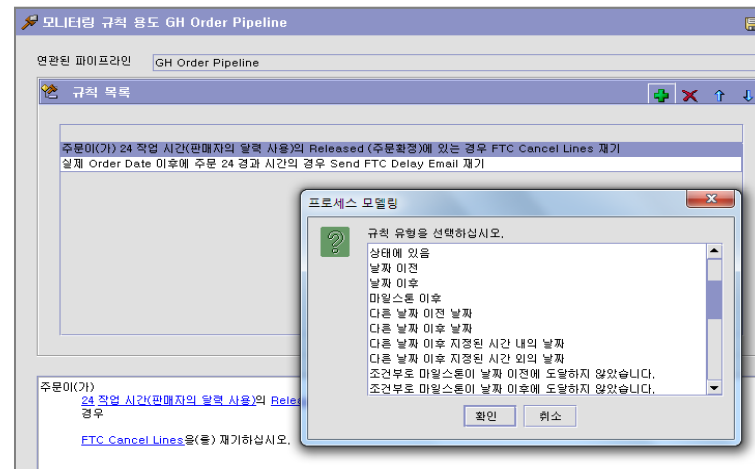 모니터링 규칙 용도 GH Order Pipeline
연관된 파이프라인 GH Order Pipeline
규칙 목록
주문이(가) 24 작업 시간(판매자의 달력 사용)의 Released (주문확정)에 있는 경우 FTC Cancel Lines 재기
실제 Order Date 이후에 주문 24 경과 시간의 경우 Send FTC Delay Email 재기
프로세스 모델링
규칙 유형을 선택하십시오.
상태에 있음
날짜 이전
날짜 이후
마일스톤 이후
다른 날짜 이전 날짜
다른 날짜 이후 날짜
다른 날짜 이후 지정된 시간 내의 날짜
다른 날짜 이후 지정된 시간 외의 날짜
조건부로 마일스톤이 날짜 이전에 도달하지 않았습니다.
조건부로 마일스톤이 날짜 이후에 도달하지 않았습니다.
확인 취소
주문이(가)
24 작업 시간(판매자의 달력 사용)의
경우
FTC Cancel Lines을(를) 재기하십시오.